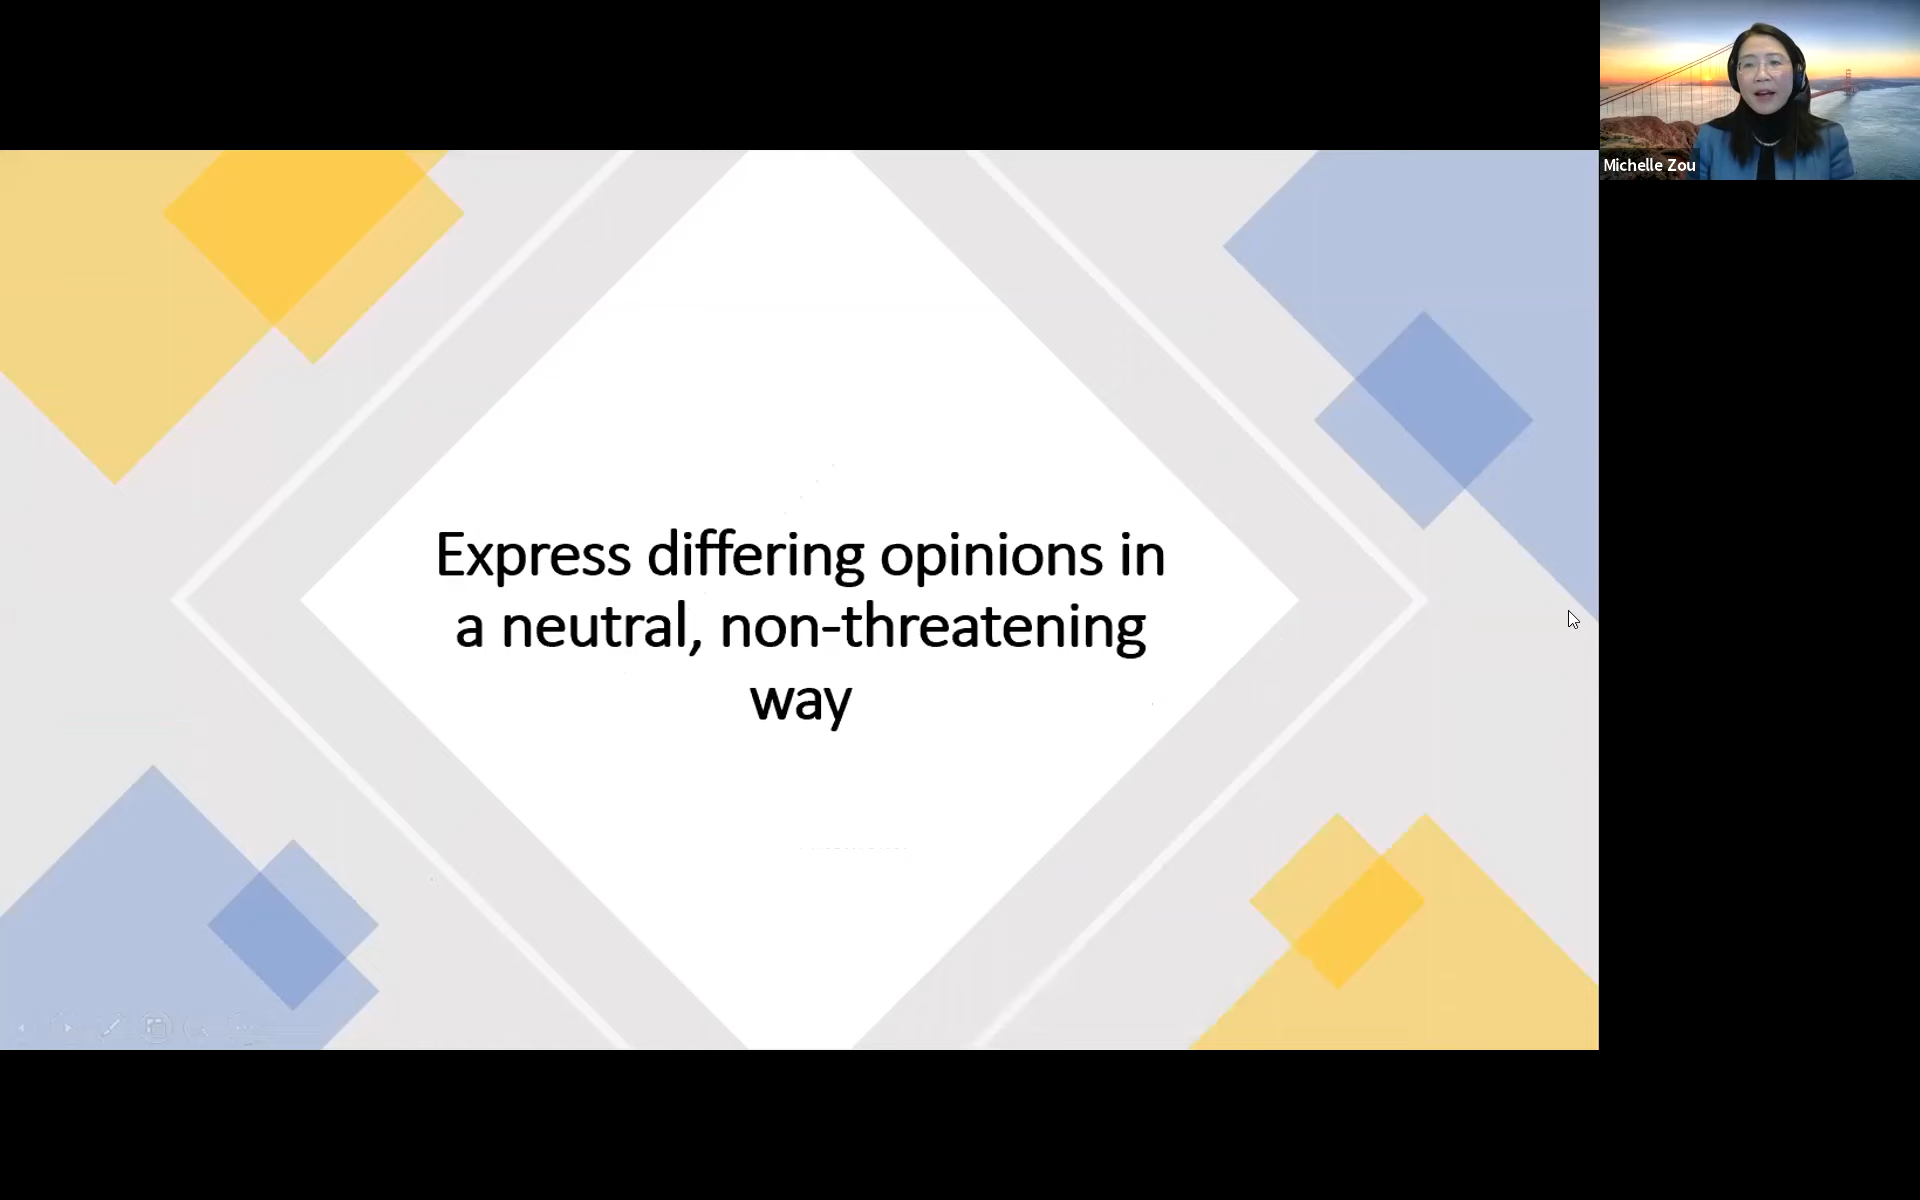 Michelle Zou
Express differing opinions in
a neutral, non-threatening
way